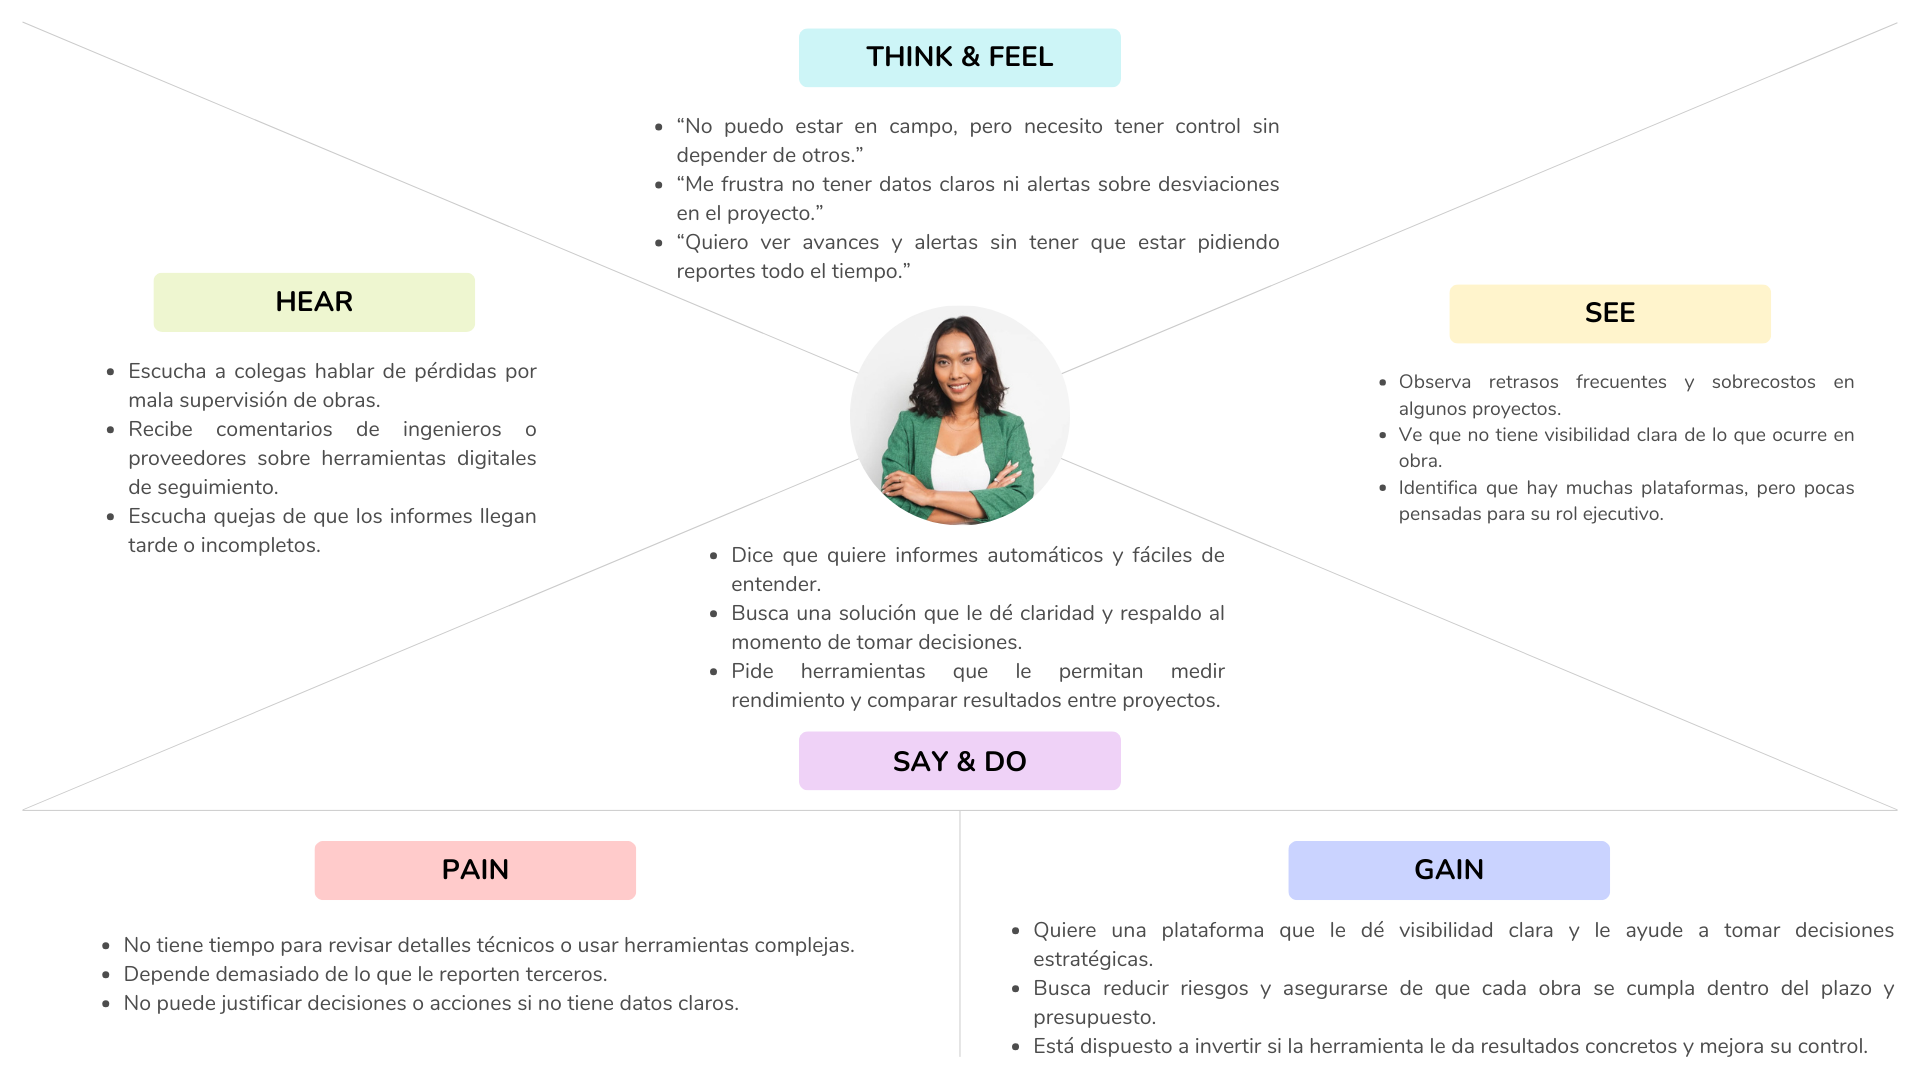 THINK & FEEL
• “No puedo estar en campo, pero necesito tener control sin
depender de otros.”
• “Me frustra no tener datos claros ni alertas sobre desviaciones
en el proyecto.”
• “Quiero ver avances y alertas sin tener que estar pidiendo
reportes todo el tiempo.”
HEAR
• Escucha a colegas hablar de pérdidas por
mala supervisión de obras.
• Recibe comentarios de ingenieros o
proveedores sobre herramientas digitales
de seguimiento.
• Escucha quejas de que los informes llegan
tarde o incompletos.
SEE
• Observa retrasos frecuentes y sobrecostos en
algunos proyectos.
• Ve que no tiene visibilidad clara de lo que ocurre en
obra.
• Identifica que hay muchas plataformas, pero pocas
pensadas para su rol ejecutivo.
• Dice que quiere informes automáticos y fáciles de
entender.
• Busca una solución que le dé claridad y respaldo al
momento de tomar decisiones.
• Pide herramientas que le permitan medir
rendimiento y comparar resultados entre proyectos.
SAY & DO
PAIN
• No tiene tiempo para revisar detalles técnicos o usar herramientas complejas.
• Depende demasiado de lo que le reporten terceros.
• No puede justificar decisiones o acciones si no tiene datos claros.
GAIN
• Quiere una plataforma que le dé visibilidad clara y le ayude a tomar decisiones
estratégicas.
• Busca reducir riesgos y asegurarse de que cada obra se cumpla dentro del plazo y
presupuesto.
• Está dispuesto a invertir si la herramienta le da resultados concretos y mejora su control.